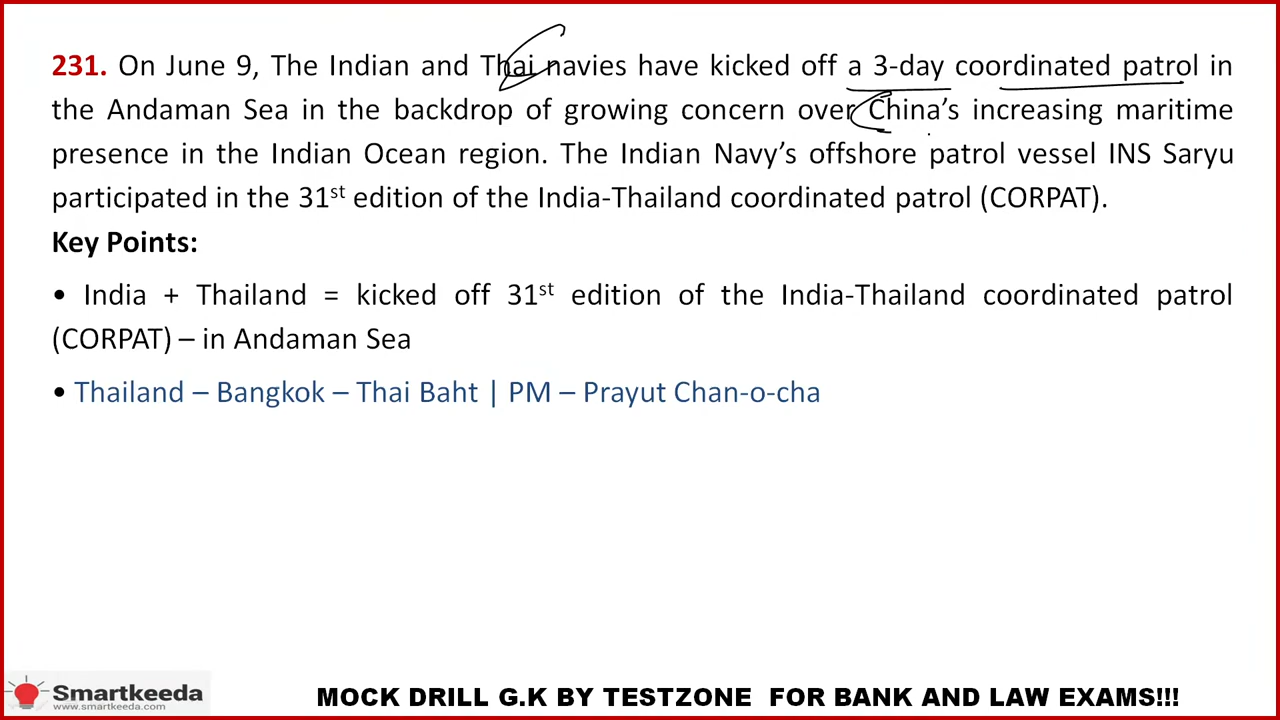 231. On June 9, The Indian and Thai navies have kicked off a 3-day coordinated patrol in
the Andaman Sea in the backdrop of growing concern over China’s increasing maritime
presence in the Indian Ocean region. The Indian Navy’s offshore patrol vessel INS Saryu
participated in the 31st edition of the India-Thailand coordinated patrol (CORPAT).
Key Points:
• India + Thailand = kicked off 31st edition of the India-Thailand coordinated patrol
(CORPAT) – in Andaman Sea
• Thailand – Bangkok – Thai Baht | PM – Prayut Chan-o-cha
Smartkeeda
www.smartkeeda.com
MOCK DRILL G.K BY TESTZONE FOR BANK AND LAW EXAMS!!!